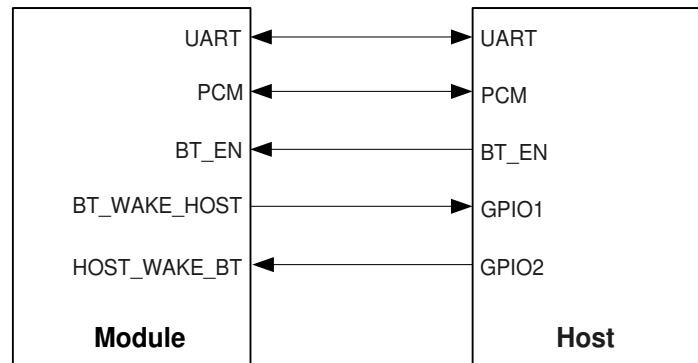 UART UART
PCM PCM
BT_EN BT_EN
BT_WAKE_HOST GPIO1
HOST_WAKE_BT GPIO2
Module Host